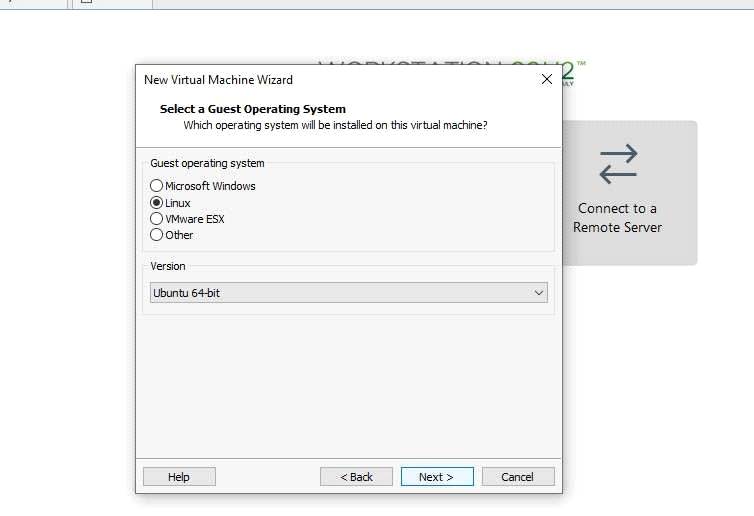 New Virtual Machine Wizard
Select a Guest Operating System
Which operating system will be installed on this virtual machine?
Guest operating system
Microsoft Windows
Linux
VMware ESX
Other
Version
Ubuntu 64-bit
Help
< Back
Next >
Cancel
Connect to a
Remote Server